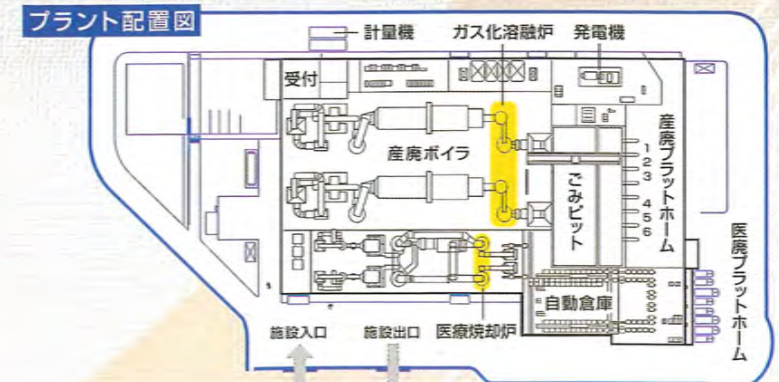 プラント配置図
計量機
ガス化溶融炉
発電機
受付
産廃ボイラ
ごみピット
産廃プラットホーム
1
2
3
4
5
6
医廃プラットホーム
自動倉庫
施設入口
施設出口
医療焼却炉